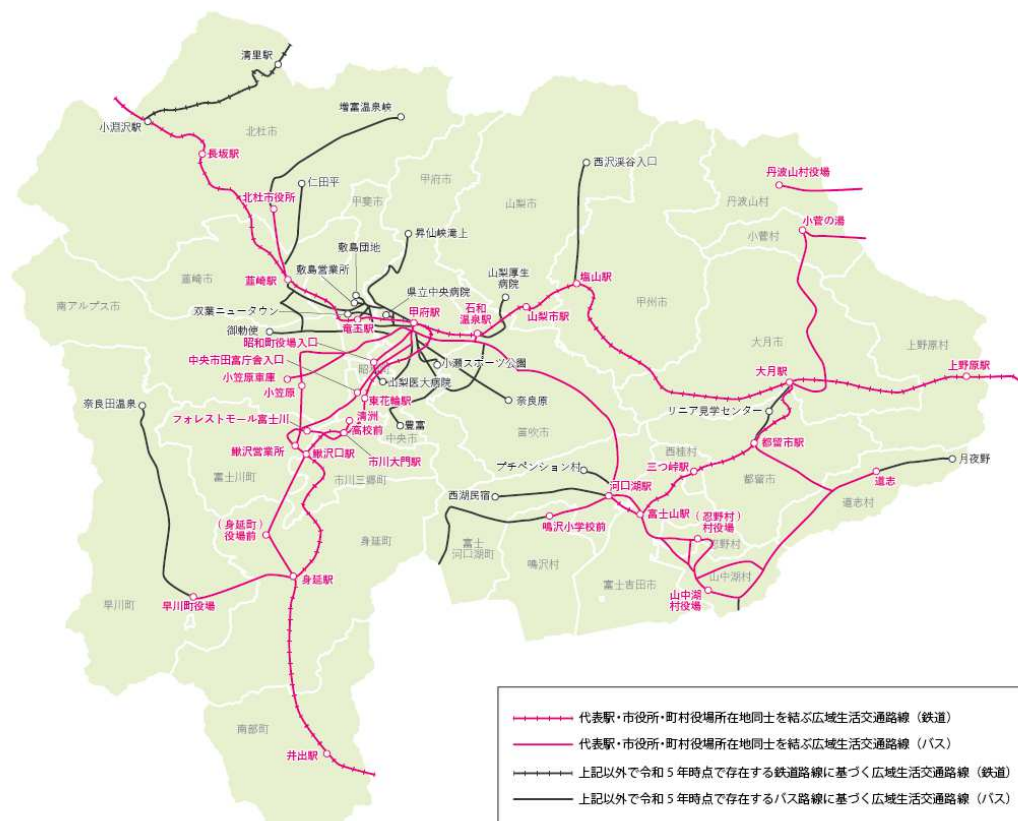 清里駅
小淵沢駅
増富温泉峡
北杜市
長坂駅
仁田平
北杜市役所
甲府市
甲斐市
山梨市
西沢渓谷入口
丹波山村役場
丹波山村
小菅の湯
小菅村
昇仙峡滝上
敷島団地
敷島営業所
韮崎市
韮崎駅
南アルプス市
双葉ニュータウン
県立中央病院
山梨厚生
病院
塩山駅
甲府駅
石和
温泉駅
山梨市駅
甲州市
竜王駅
御勅使
昭和町役場入口
中央市田富庁舎入口
小笠原車庫
小笠原
小瀬スポーツ公園
山梨医大病院
東花輪駅
奈良原
大月市
大月駅
上野原村
上野原駅
リニア見学センター
奈良田温泉
フォレストモール富士川
清洲
高校前
豊富
中央市
笛吹市
鰍沢営業所
鰍沢口駅
市川大門駅
富士川町
市川三郷町
都留市駅
西桂村
三つ峠駅
都留市
月夜野
道志
道志村
プチペンション村
西湖民宿
河口湖駅
富士山駅
(忍野村)
村役場
忍野村
鳴沢小学校前
(身延町)
役場前
身延町
富士
河口湖町
鳴沢村
富士吉田市
山中湖村
山中湖
村役場
身延駅
早川町
早川町役場
南部町
井出駅
代表駅・市役所・町村役場所在地同士を結ぶ広域生活交通路線(鉄道)
代表駅・市役所・町村役場所在地同士を結ぶ広域生活交通路線(バス)
上記以外で令和5年時点で存在する鉄道路線に基づく広域生活交通路線(鉄道)
上記以外で令和5年時点で存在するバス路線に基づく広域生活交通路線(バス)